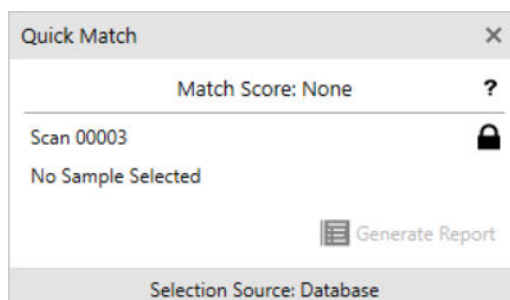 Quick Match
Match Score: None ?
Scan 00003
No Sample Selected
Generate Report
Selection Source: Database